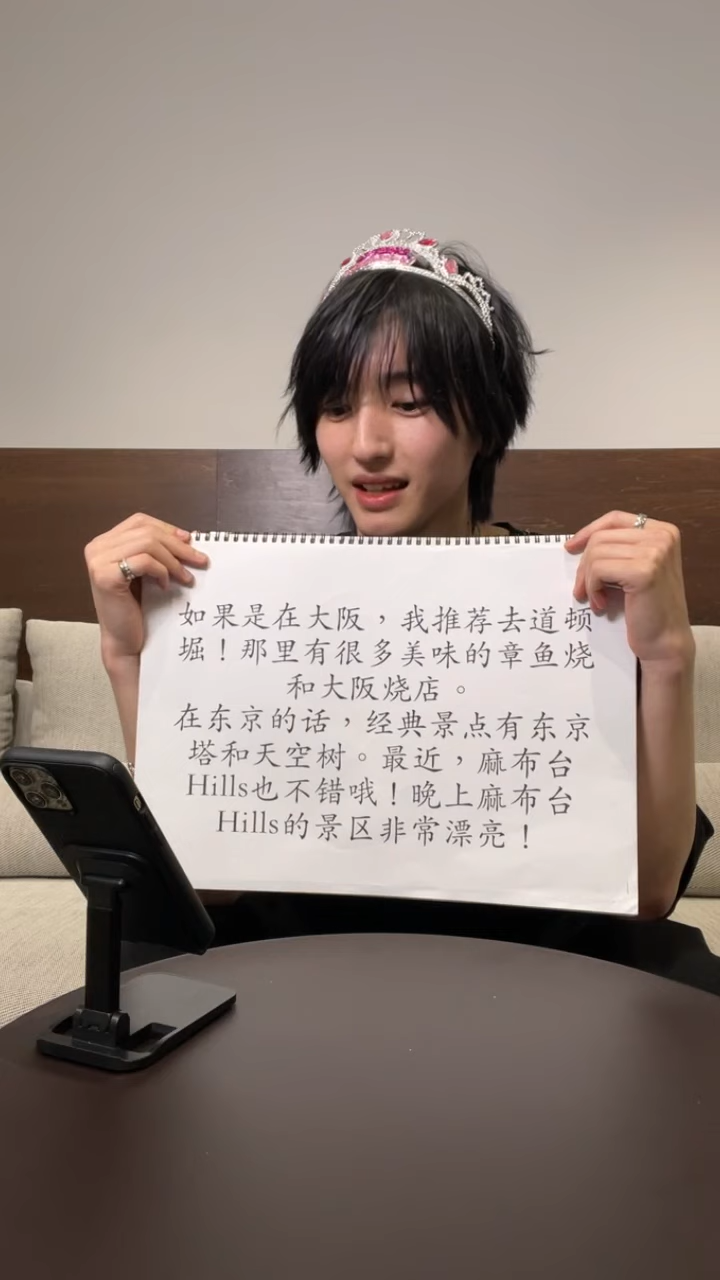 如果是在大阪，我推荐去道顿
堀！那里有很多美味的章鱼烧
和大阪烧店。
在东京的话，经典景点有东京
塔和天空树。最近，麻布台
Hills也不错哦！晚上麻布台
Hills的景区非常漂亮！